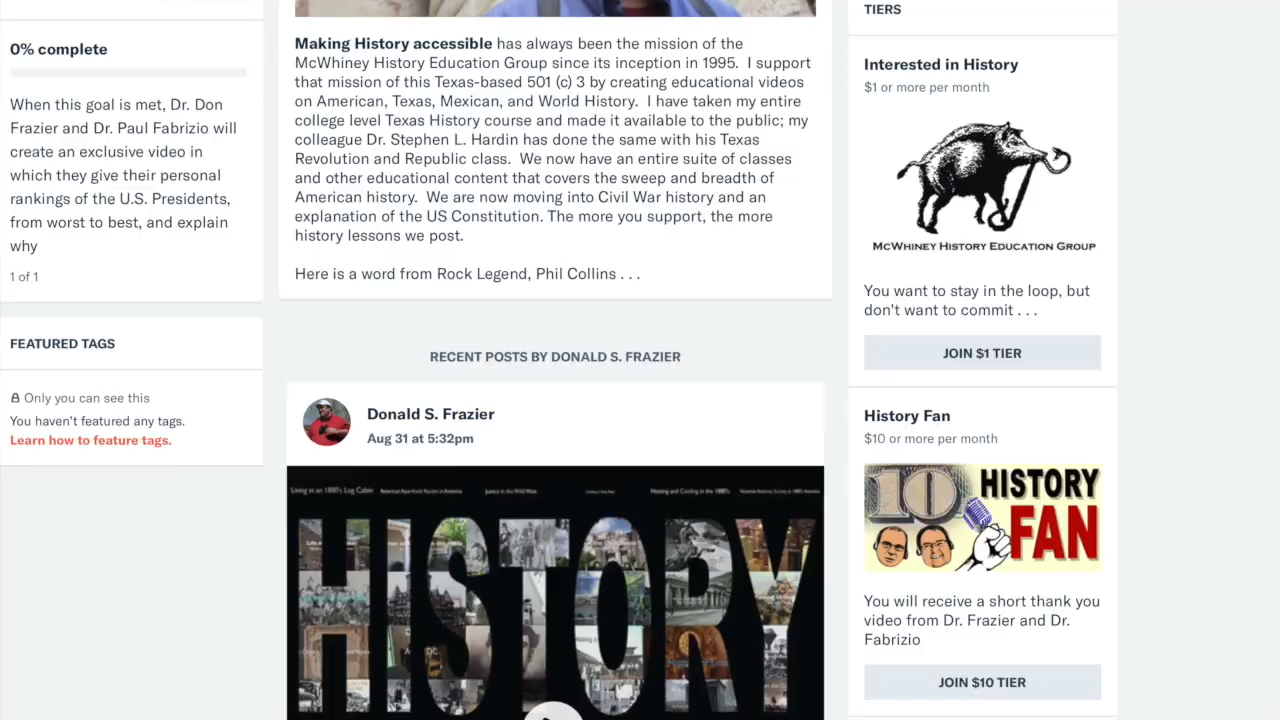 0% complete
When this goal is met, Dr. Don
Frazier and Dr. Paul Fabrizio will
create an exclusive video in
which they give their personal
rankings of the U.S. Presidents,
from worst to best, and explain
why
1 of 1
FEATURED TAGS
Only you can see this
You haven't featured any tags.
Learn how to feature tags.
Making History accessible has always been the mission of the
McWhiney History Education Group since its inception in 1995.  I support
that mission of this Texas-based 501 (c) 3 by creating educational videos
on American, Texas, Mexican, and World History.  I have taken my entire
college level Texas History course and made it available to the public; my
colleague Dr. Stephen L. Hardin has done the same with his Texas
Revolution and Republic class.  We now have an entire suite of classes
and other educational content that covers the sweep and breadth of
American history.  We are now moving into Civil War history and an
explanation of the US Constitution. The more you support, the more
history lessons we post.
Here is a word from Rock Legend, Phil Collins . . .
RECENT POSTS BY DONALD S. FRAZIER
Donald S. Frazier
Aug 31 at 5:32pm
Living in an 1880's Log Cabin
Justice in the Wild West
HISTORY
TIERS
Interested in History
$1 or more per month
McWhiney History Education Group
You want to stay in the loop, but
don't want to commit . . .
JOIN $1 TIER
History Fan
$10 or more per month
10 HISTORY
FAN
You will receive a short thank you
video from Dr. Frazier and Dr.
Fabrizio
JOIN $10 TIER